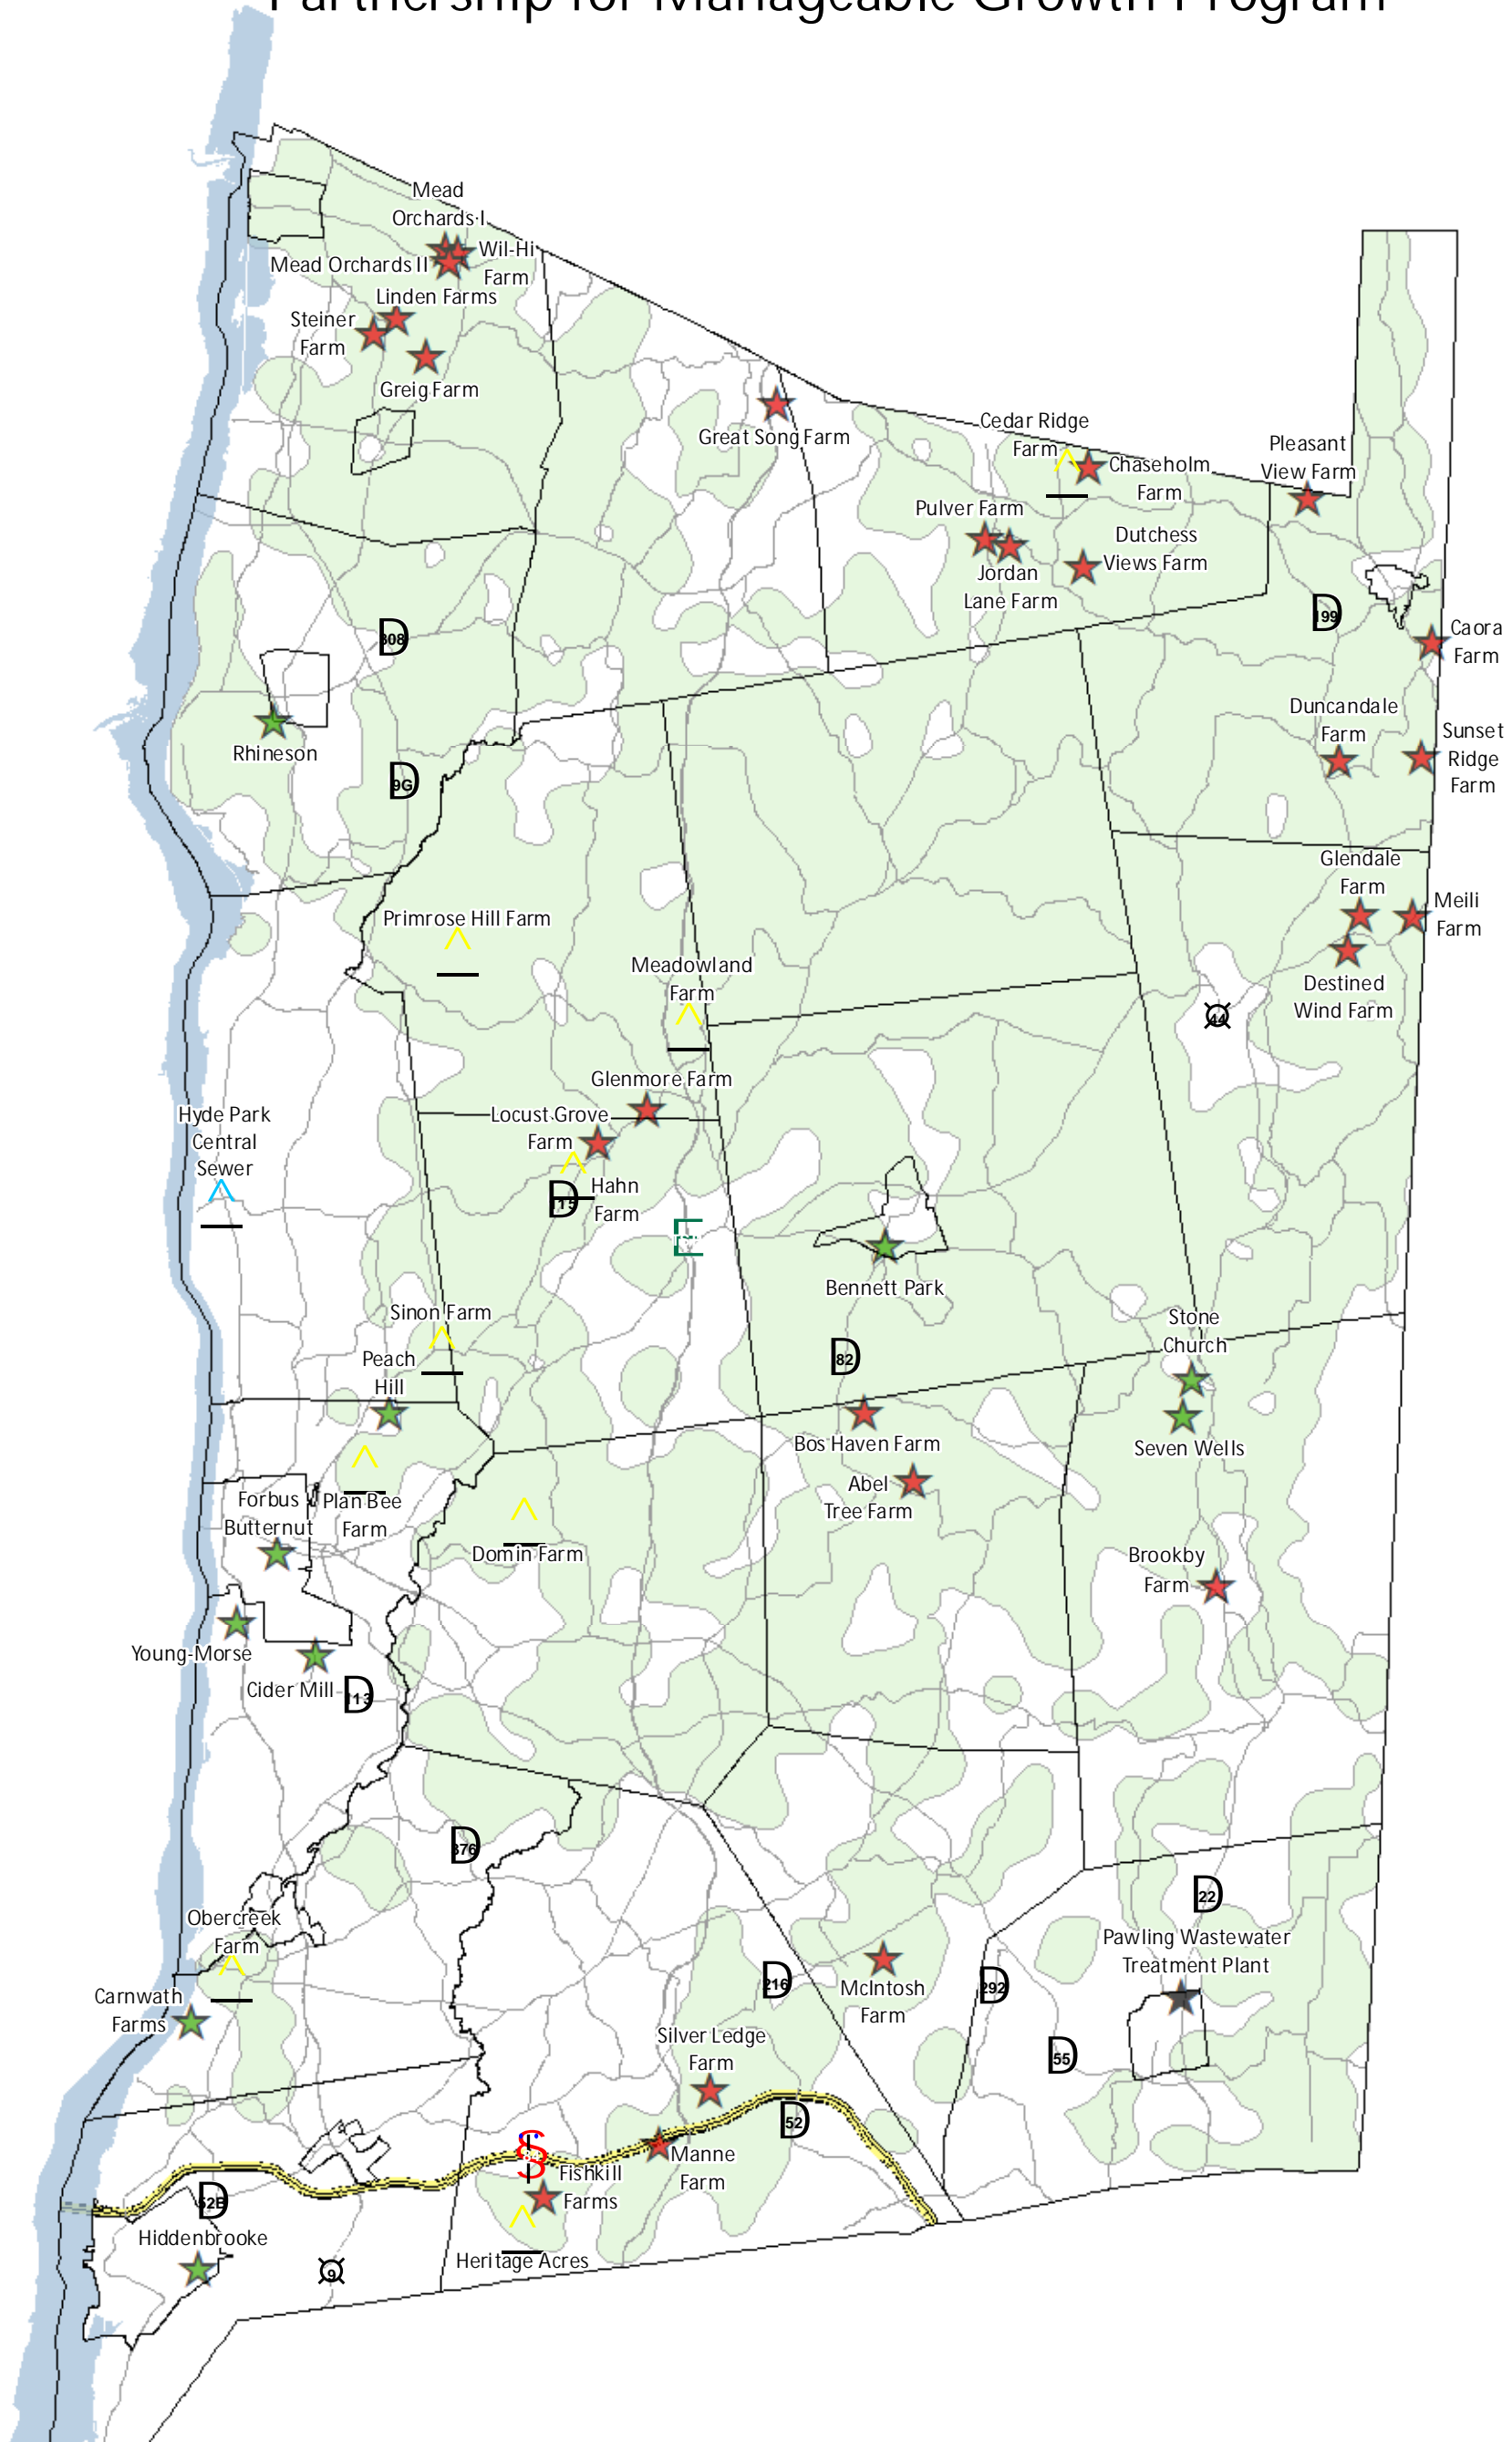 Partnership for Manageable Growth Program
Mead
Orchards I
Wil-Hi
Farm
Mead Orchards II
Linden Farms
Steiner
Farm
Greig Farm
Great Song Farm
Cedar Ridge
Farm
Chaseholm
Farm
Pleasant
View Farm
Pulver Farm
Jordan
Lane Farm
Dutchess
Views Farm
D
199
Caora
Farm
D
308
Rhineson
D
9G
Duncandale
Farm
Sunset
Ridge
Farm
Glendale
Farm
Meili
Farm
Destined
Wind Farm
Primrose Hill Farm
Meadowland
Farm
44
Glenmore Farm
Locust Grove
Farm
Hyde Park
Central
Sewer
D
115
Hahn
Farm
E
Bennett Park
Sinon Farm
Peach
Hill
D
82
Stone
Church
Seven Wells
Bos Haven Farm
Abel
Tree Farm
Plan Bee
Farm
Forbus
Butternut
Domin Farm
Brookby
Farm
Young-Morse
Cider Mill
D
113
D
376
D
22
Pawling Wastewater
Treatment Plant
Obercreek
Farm
Carnwath
Farms
D
216
McIntosh
Farm
D
292
D
55
Silver Ledge
Farm
D
52
Manne
Farm
Fishkill
Farms
D
52B
Hiddenbrooke
9
Heritage Acres